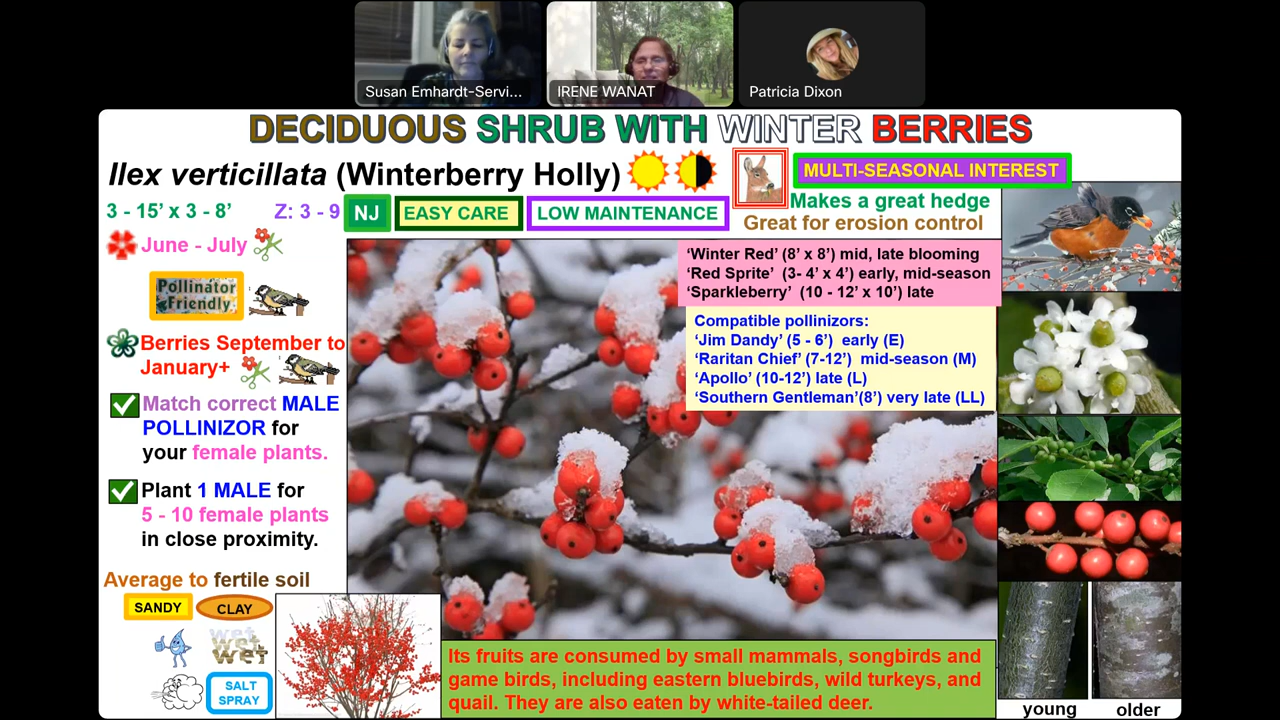 Susan Emhardt-Servi...
IRENE WANAT
Patricia Dixon
DECIDUOUS SHRUB WITH WINTER BERRIES
Ilex verticillata (Winterberry Holly)
MULTI-SEASONAL INTEREST
3 - 15' x 3 - 8'
Z: 3 - 9
NJ
EASY CARE
LOW MAINTENANCE
Makes a great hedge
Great for erosion control
June - July
Pollinator
Friendly
Berries September to
January+
Match correct MALE
POLLINIZOR for
your female plants.
Plant 1 MALE for
5 - 10 female plants
in close proximity.
Average to fertile soil
SANDY
CLAY
wet
wet
wet
SALT
SPRAY
'Winter Red' (8' x 8') mid, late blooming
'Red Sprite' (3- 4' x 4') early, mid-season
'Sparkleberry' (10 - 12' x 10') late
Compatible pollinizors:
'Jim Dandy' (5 - 6') early (E)
'Raritan Chief' (7-12') mid-season (M)
'Apollo' (10-12') late (L)
'Southern Gentleman'(8') very late (LL)
Its fruits are consumed by small mammals, songbirds and
game birds, including eastern bluebirds, wild turkeys, and
quail. They are also eaten by white-tailed deer.
young
older